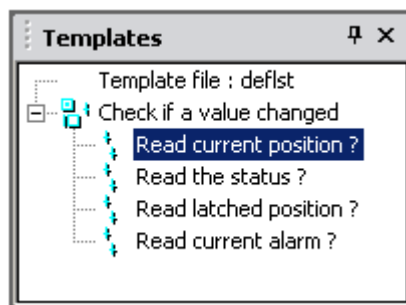 Templates
Template file : deflst
Check if a value changed
Read current position ?
Read the status ?
Read latched position ?
Read current alarm ?